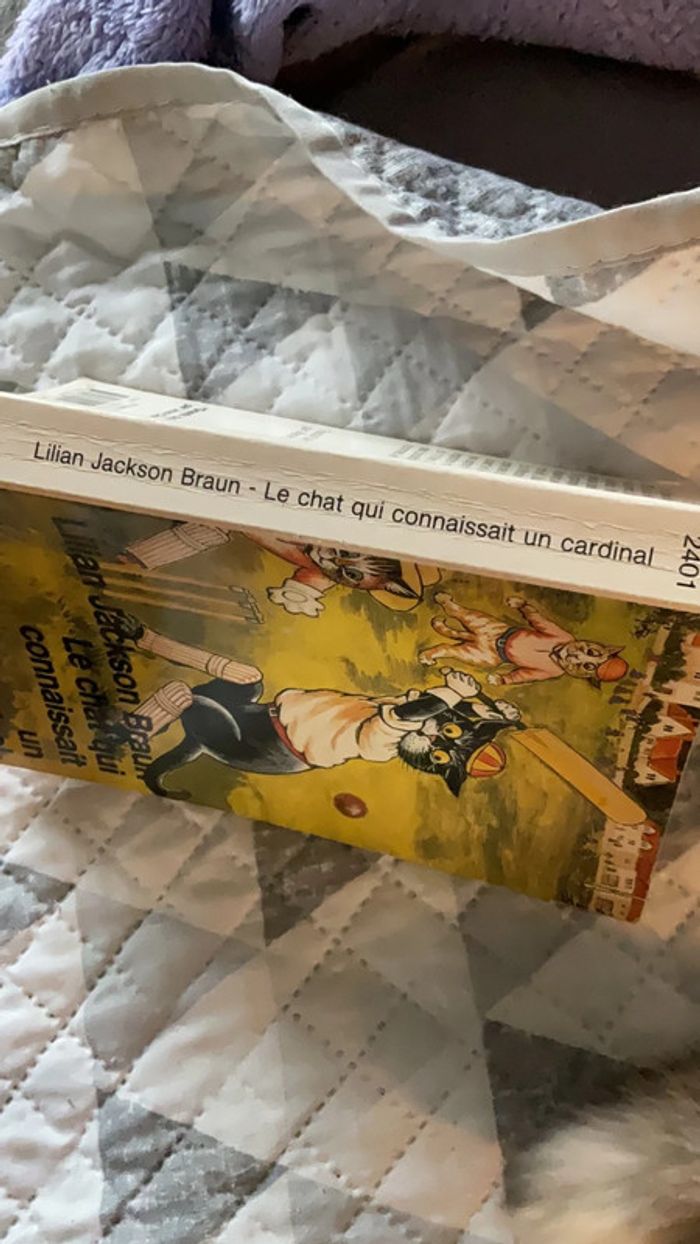 Lilian Jackson Braun - Le chat qui connaissait un cardinal
2401
Lilian Jackson Braun
Le chat qui
connaissait
un